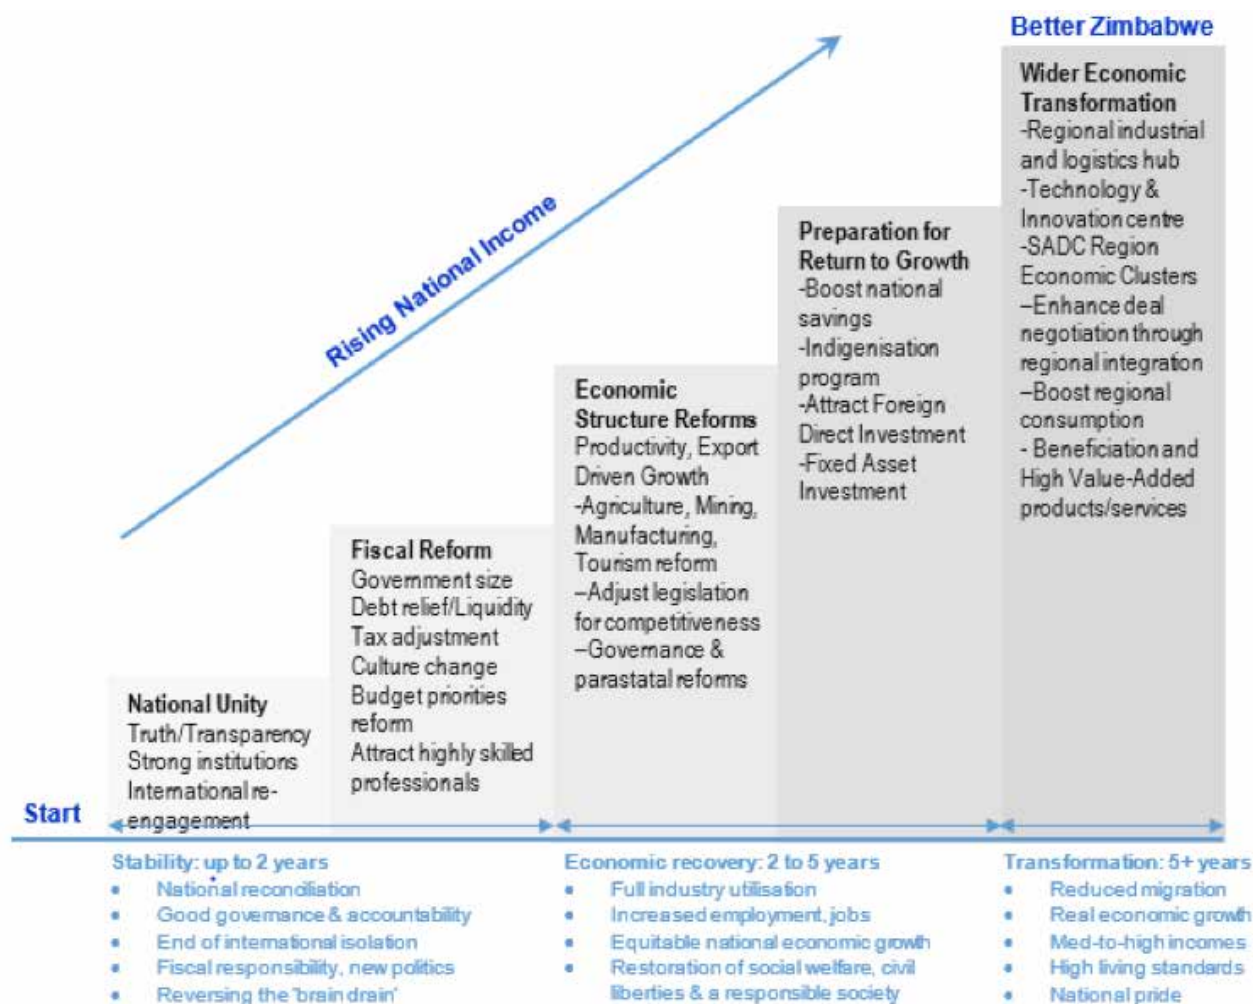 Better Zimbabwe
Wider Economic
Transformation
-Regional industrial
and logistics hub
-Technology &
Innovation centre
-SADC Region
Economic Clusters
–Enhance deal
negotiation through
regional integration
–Boost regional
consumption
- Beneficiation and
High Value-Added
products/services
Rising National Income
Preparation for
Return to Growth
-Boost national
savings
-Indigenisation
program
-Attract Foreign
Direct Investment
-Fixed Asset
Investment
Economic
Structure Reforms
Productivity, Export
Driven Growth
-Agriculture, Mining,
Manufacturing,
Tourism reform
–Adjust legislation
for competitiveness
–Governance &
parastatal reforms
Fiscal Reform
Government size
Debt relief/Liquidity
Tax adjustment
Culture change
Budget priorities
reform
Attract highly skilled
professionals
National Unity
Truth/Transparency
Strong institutions
International re-
engagement
Start
Stability: up to 2 years
• National reconciliation
• Good governance & accountability
• End of international isolation
• Fiscal responsibility, new politics
• Reversing the 'brain drain'
Economic recovery: 2 to 5 years
• Full industry utilisation
• Increased employment, jobs
• Equitable national economic growth
• Restoration of social welfare, civil
liberties & a responsible society
Transformation: 5+ years
• Reduced migration
• Real economic growth
• Med-to-high incomes
• High living standards
• National pride